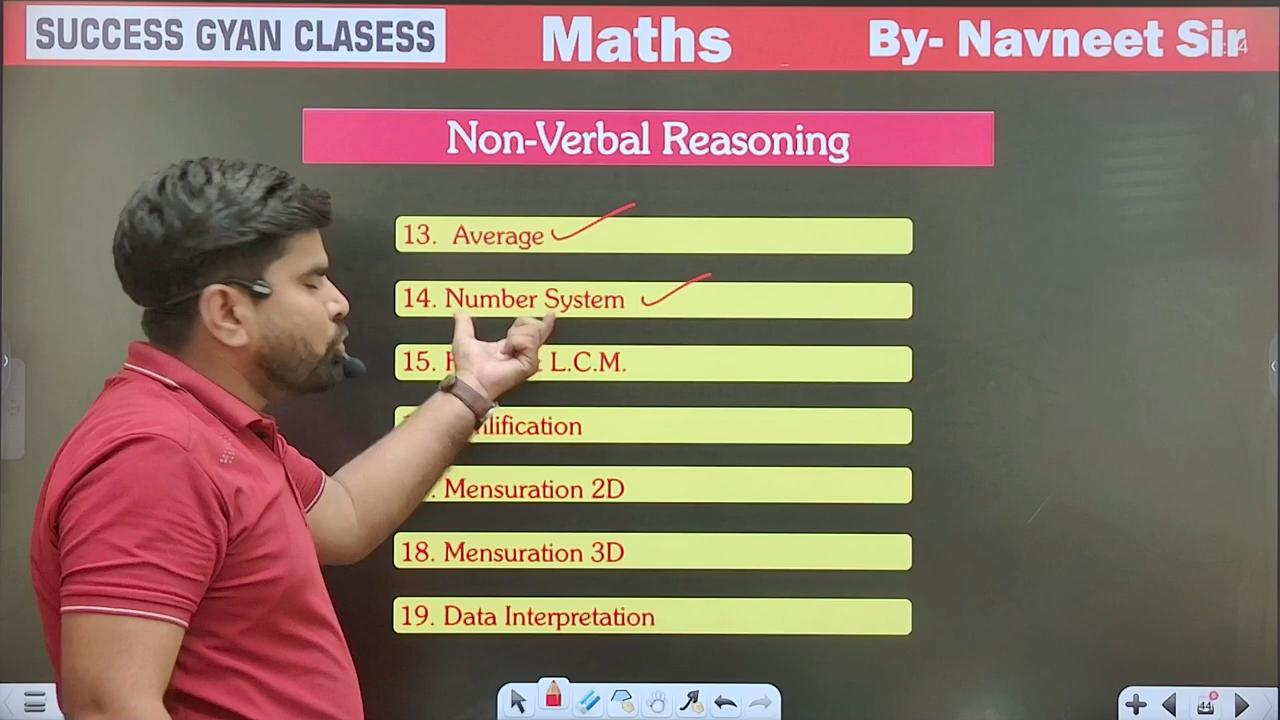 SUCCESS GYAN CLASESS
Maths
By- Navneet Sir
Non-Verbal Reasoning
13. Average
14. Number System
15. L.C.M.
Mensuration 2D
18. Mensuration 3D
19. Data Interpretation
44